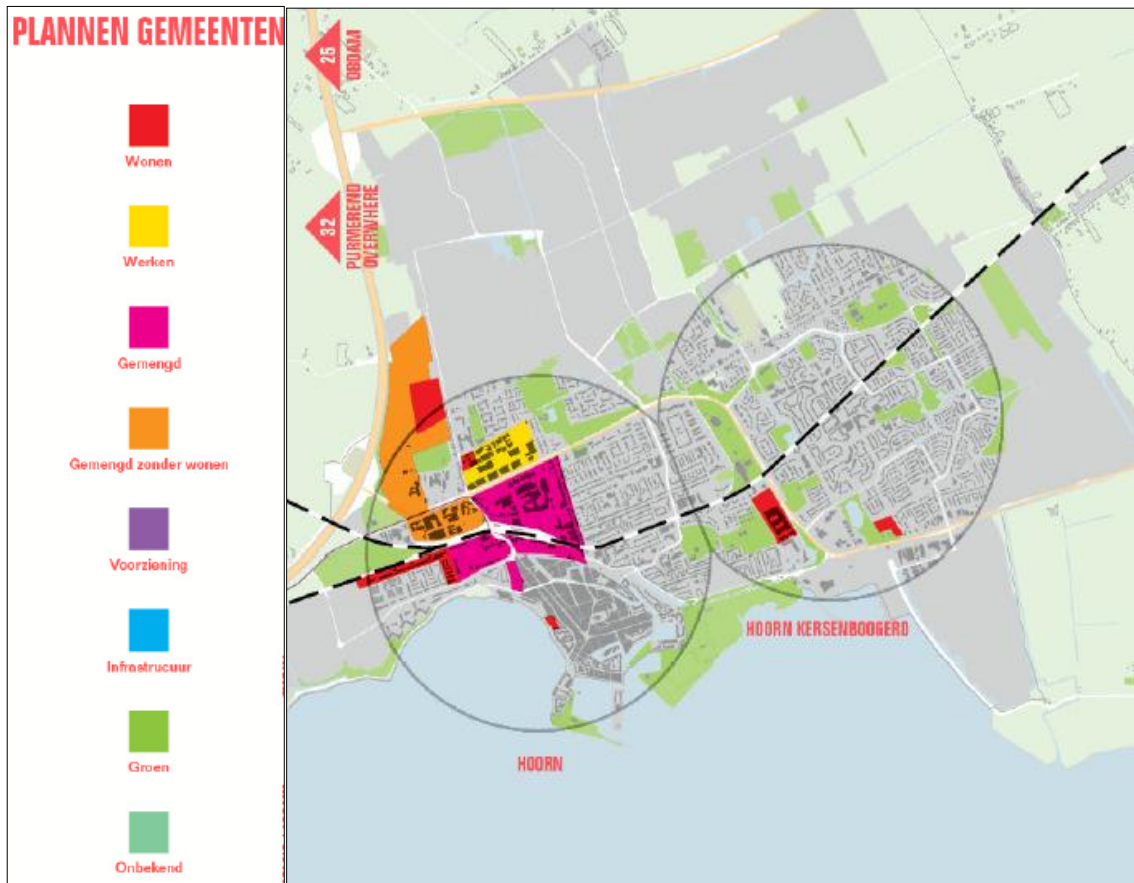 PLANNEN GEMEENTEN
Wonen
Werken
Gemengd
Gemengd zonder wonen
Voorziening
Infrastrucuur
Groen
Onbekend
25
OBDAM
32
PURMEREND
OVERWHERE
HOORN KERSENBOOGERD
HOORN